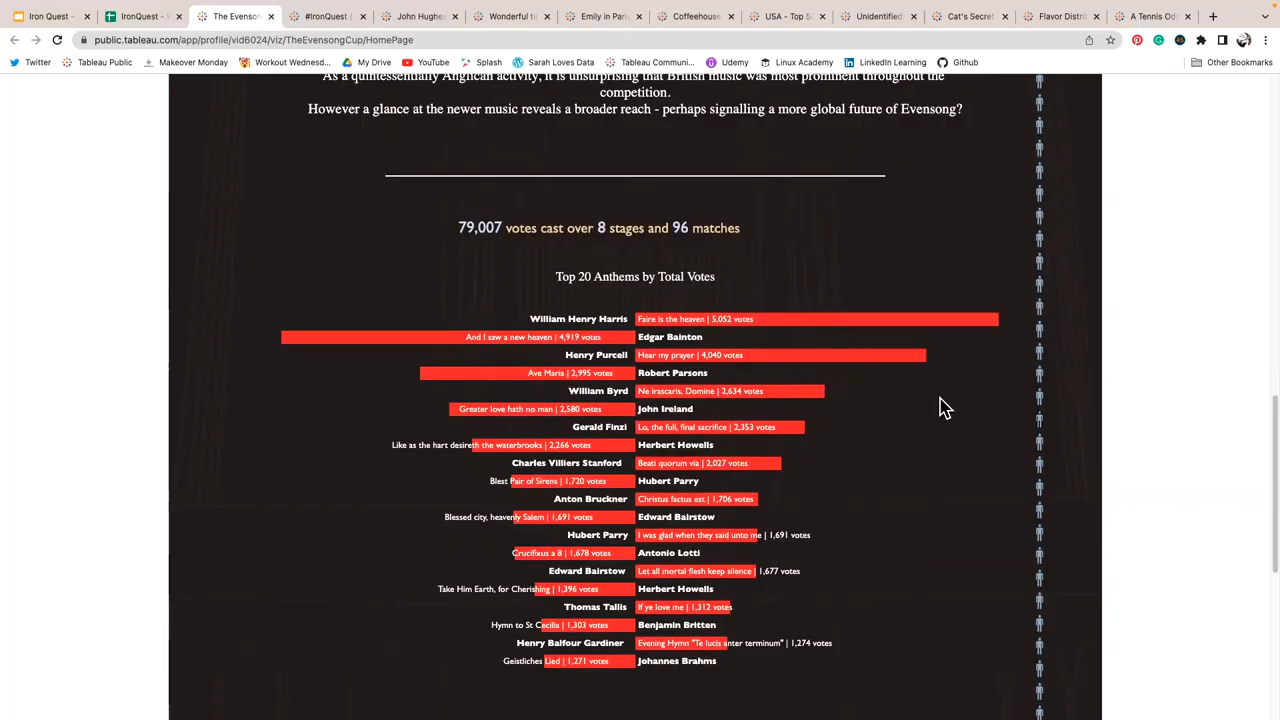 Iron Quest -
IronQuest - W
The Evenson
#IronQuest |
John Hughes
Wonderful ti
Emily in Pari
Coffeehouse
USA - Top 5
Unidentified
Cat's Secret
Flavor Distri
A Tennis Od
public.tableau.com/app/profile/vid6024/viz/TheEvensongCup/HomePage
Twitter
Tableau Public
Makeover Monday
Workout Wednesd...
My Drive
YouTube
Splash
Sarah Loves Data
Tableau Communi...
Udemy
Linux Academy
LinkedIn Learning
Github
Other Bookmarks
As a quintessentially Anglican activity, it is unsurprising that British music was most prominent throughout the
competition.
However a glance at the newer music reveals a broader reach - perhaps signalling a more global future of Evensong?
79,007 votes cast over 8 stages and 96 matches
Top 20 Anthems by Total Votes
William Henry Harris Faire is the heaven | 5,052 votes
And I saw a new heaven | 4,919 votes Edgar Bainton
Henry Purcell Hear my prayer | 4,040 votes
Ave Maria | 2,995 votes Robert Parsons
William Byrd Ne irascaris, Domine | 2,634 votes
Greater love hath no man | 2,580 votes John Ireland
Gerald Finzi Lo, the full, final sacrifice | 2,353 votes
Like as the hart desireth the waterbrooks | 2,266 votes Herbert Howells
Charles Villiers Stanford Beati quorum via | 2,027 votes
Blest Pair of Sirens | 1,720 votes Hubert Parry
Anton Bruckner Christus factus est | 1,706 votes
Blessed city, heavenly Salem | 1,691 votes Edward Bairstow
Hubert Parry I was glad when they said unto me | 1,691 votes
Crucifixus a 8 | 1,678 votes Antonio Lotti
Edward Bairstow Let all mortal flesh keep silence | 1,677 votes
Take Him Earth, for Cherishing | 1,396 votes Herbert Howells
Thomas Tallis If ye love me | 1,312 votes
Hymn to St Cecilia | 1,303 votes Benjamin Britten
Henry Balfour Gardiner Evening Hymn "Te lucis anter terminum" | 1,274 votes
Geistliches Lied | 1,271 votes Johannes Brahms